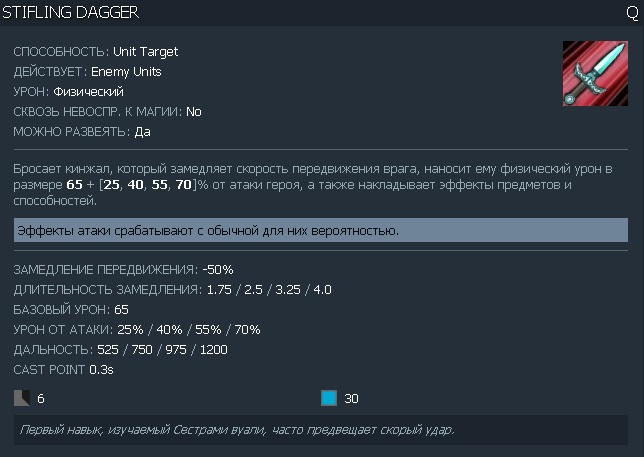 STIFLING DAGGER Q
СПОСОБНОСТЬ: Unit Target
ДЕЙСТВУЕТ: Enemy Units
УРОН: Физический
СКВОЗЬ НЕВОСПР. К МАГИИ: No
МОЖНО РАЗВЕЯТЬ: Да
Бросает кинжал, который замедляет скорость передвижения врага, наносит ему физический урон в
размере 65 + [25, 40, 55, 70]% от атаки героя, а также накладывает эффекты предметов и
способностей.
Эффекты атаки срабатывают с обычной для них вероятностью.
ЗАМЕДЛЕНИЕ ПЕРЕДВИЖЕНИЯ: -50%
ДЛИТЕЛЬНОСТЬ ЗАМЕДЛЕНИЯ: 1.75 / 2.5 / 3.25 / 4.0
БАЗОВЫЙ УРОН: 65
УРОН ОТ АТАКИ: 25% / 40% / 55% / 70%
ДАЛЬНОСТЬ: 525 / 750 / 975 / 1200
CAST POINT 0.3s
6 30
Первый навык, изучаемый Сестрами вуали, часто предвещает скорый удар.